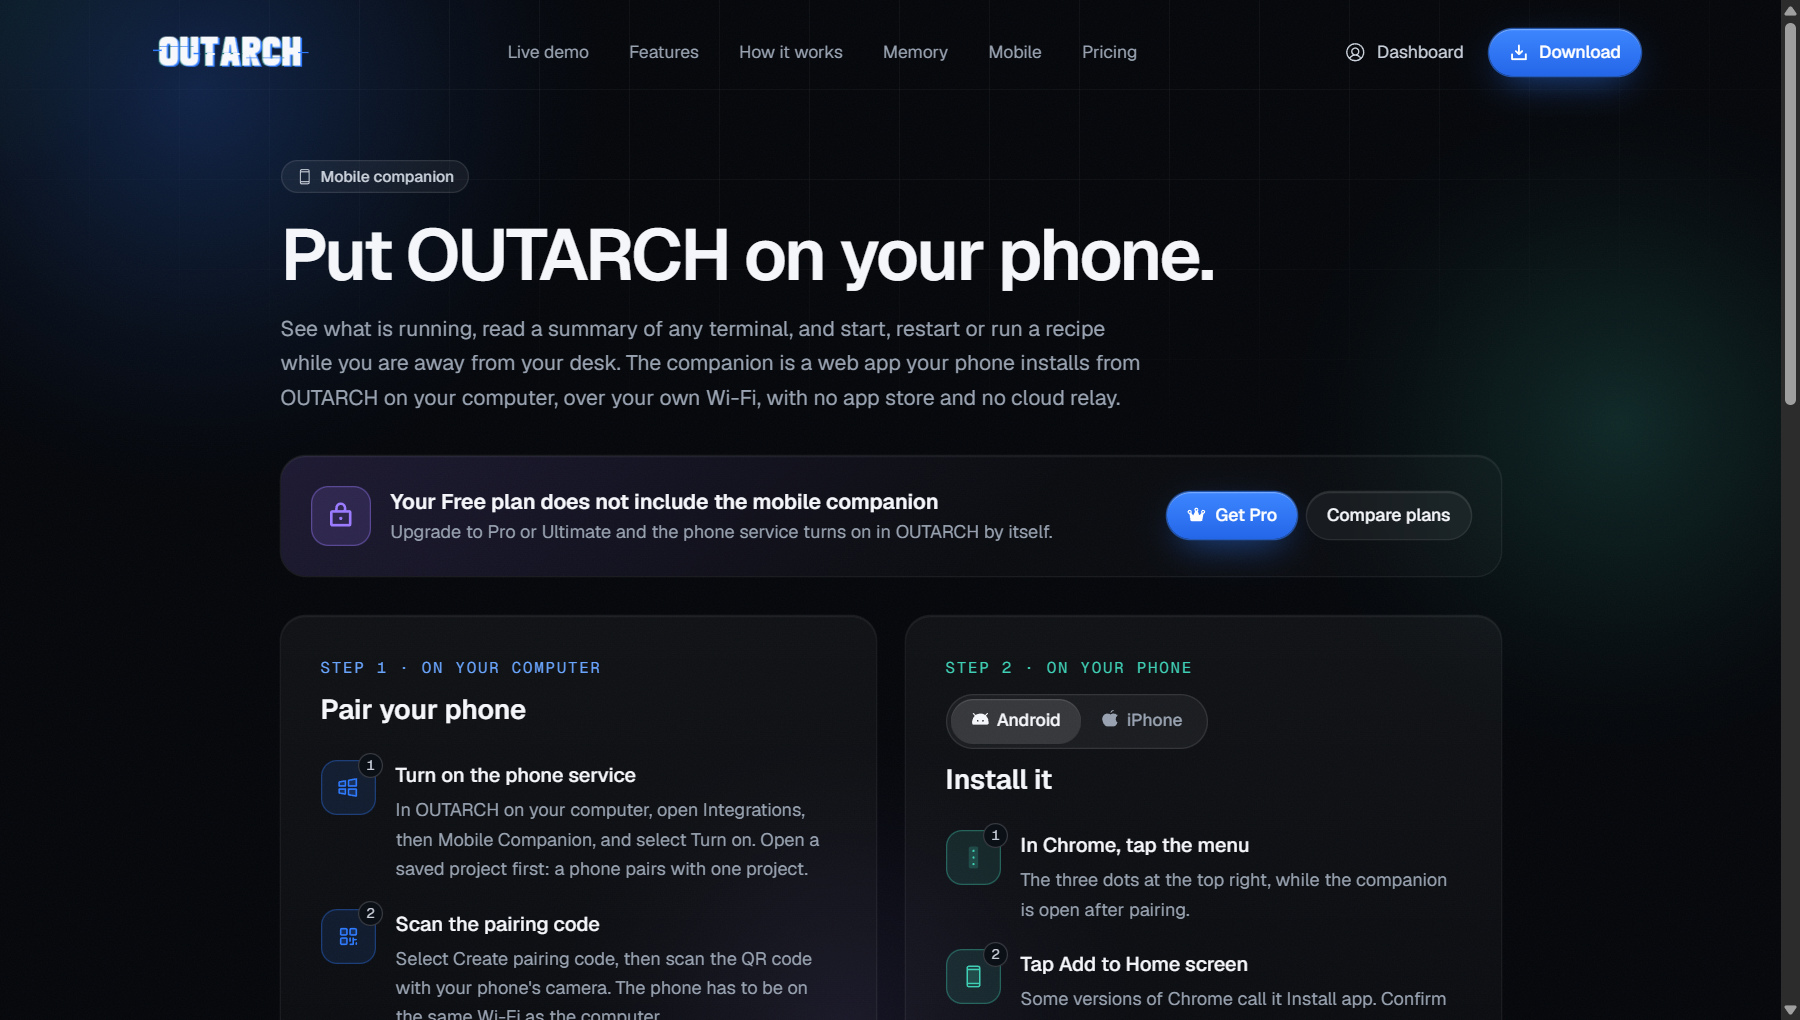 OUTARCH
Live demo
Features
How it works
Memory
Mobile
Pricing
Dashboard
Download
Mobile companion
Put OUTARCH on your phone.
See what is running, read a summary of any terminal, and start, restart or run a recipe
while you are away from your desk. The companion is a web app your phone installs from
OUTARCH on your computer, over your own Wi-Fi, with no app store and no cloud relay.
Your Free plan does not include the mobile companion
Upgrade to Pro or Ultimate and the phone service turns on in OUTARCH by itself.
Get Pro
Compare plans
STEP 1 · ON YOUR COMPUTER
Pair your phone
1
Turn on the phone service
In OUTARCH on your computer, open Integrations,
then Mobile Companion, and select Turn on. Open a
saved project first: a phone pairs with one project.
2
Scan the pairing code
Select Create pairing code, then scan the QR code
with your phone's camera. The phone has to be on
the same Wi-Fi as the computer.
STEP 2 · ON YOUR PHONE
Android
iPhone
Install it
1
In Chrome, tap the menu
The three dots at the top right, while the companion
is open after pairing.
2
Tap Add to Home screen
Some versions of Chrome call it Install app. Confirm